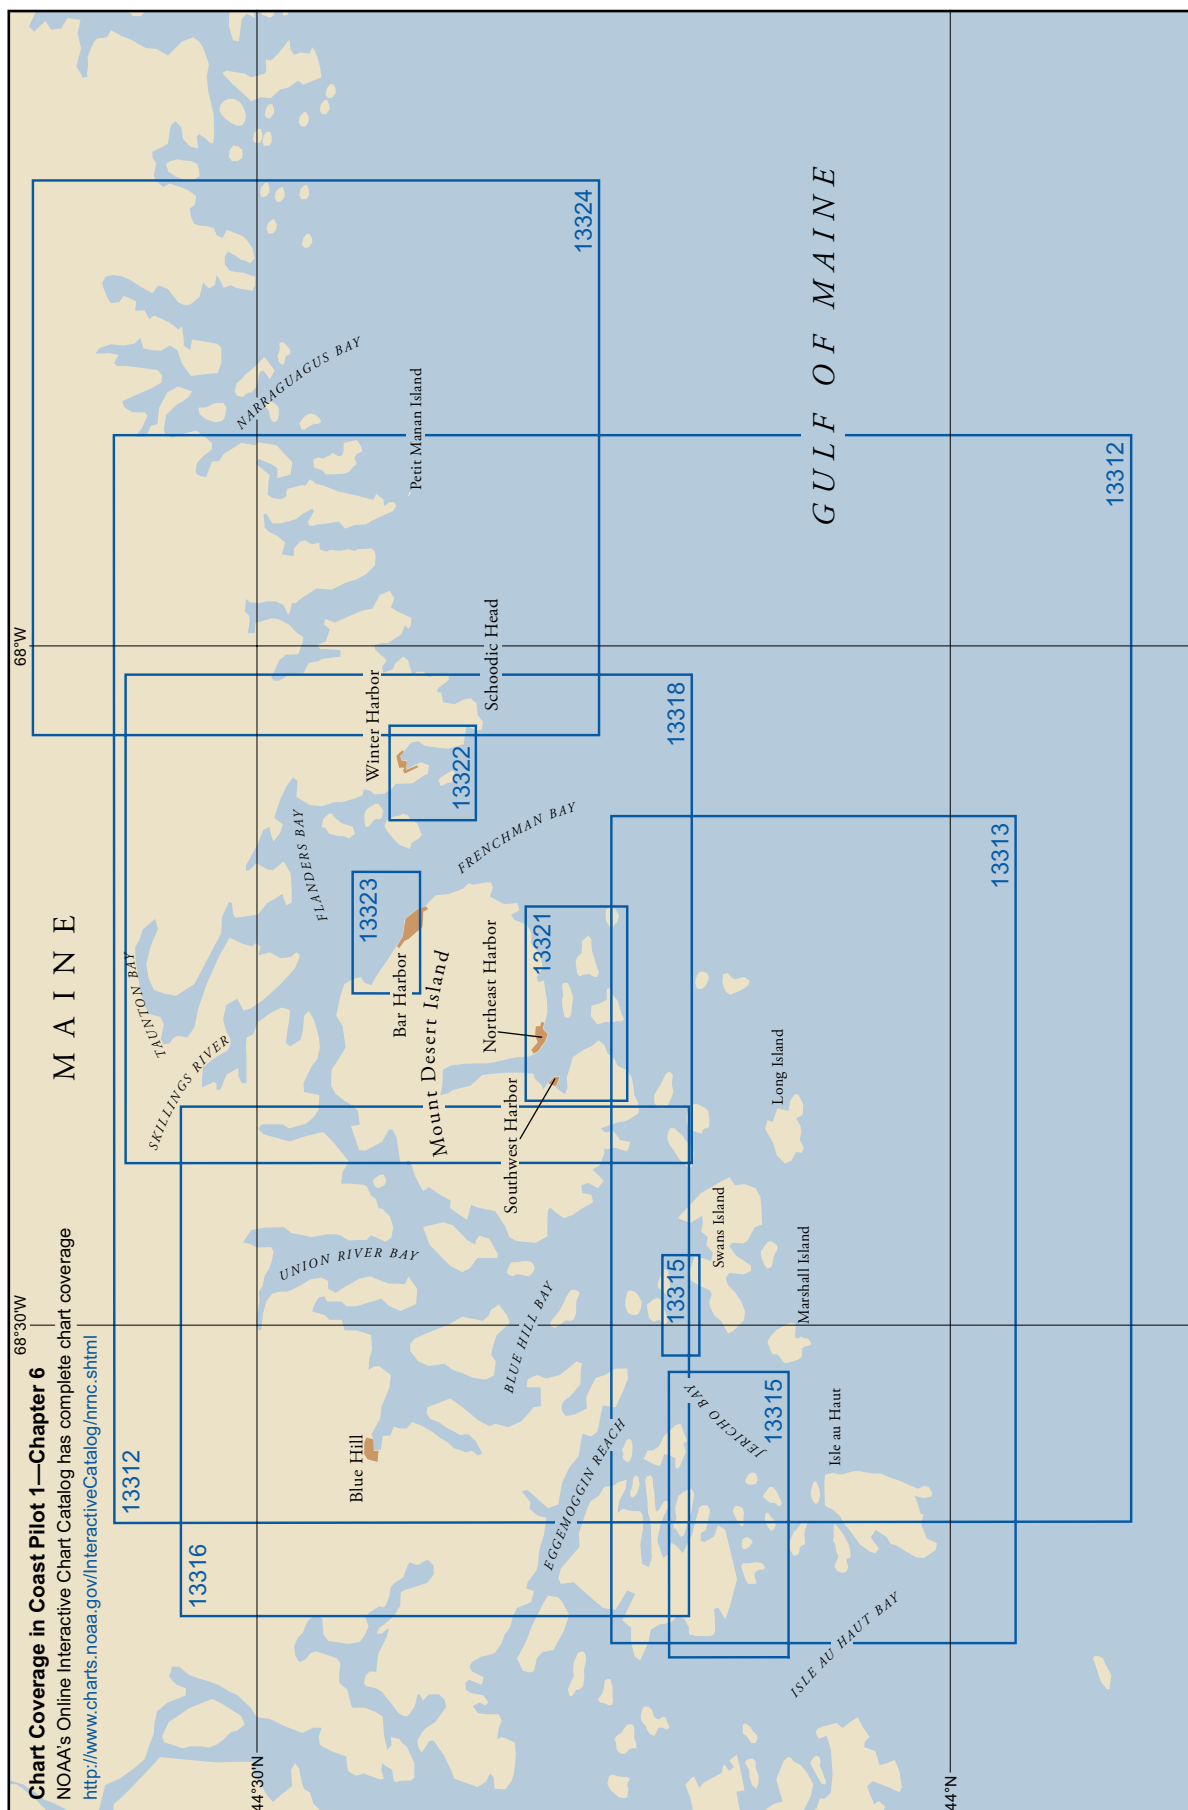 Chart Coverage in Coast Pilot 1—Chapter 6
NOAA's Online Interactive Chart Catalog has complete chart coverage
http://www.charts.noaa.gov/InteractiveCatalog/nrnc.shtml
68°30'W
68°W
MAINE
13312
13316
TAUNTON BAY
SKILLINGS RIVER
44°30'N
NARRAGUAGUS BAY
UNION RIVER BAY
FLANDERS BAY
Blue Hill
13323
Winter Harbor
Bar Harbor
Petit Manan Island
Mount Desert Island
13322
Schoodic Head
Northeast Harbor
FRENCHMAN BAY
Southwest Harbor
13321
BLUE HILL BAY
13324
EGGEMOGGIN REACH
13315
13318
Swans Island
JERICHO BAY
13315
Long Island
Marshall Island
Isle au Haut
GULF OF MAINE
ISLE AU HAUT BAY
44°N
13313
13312